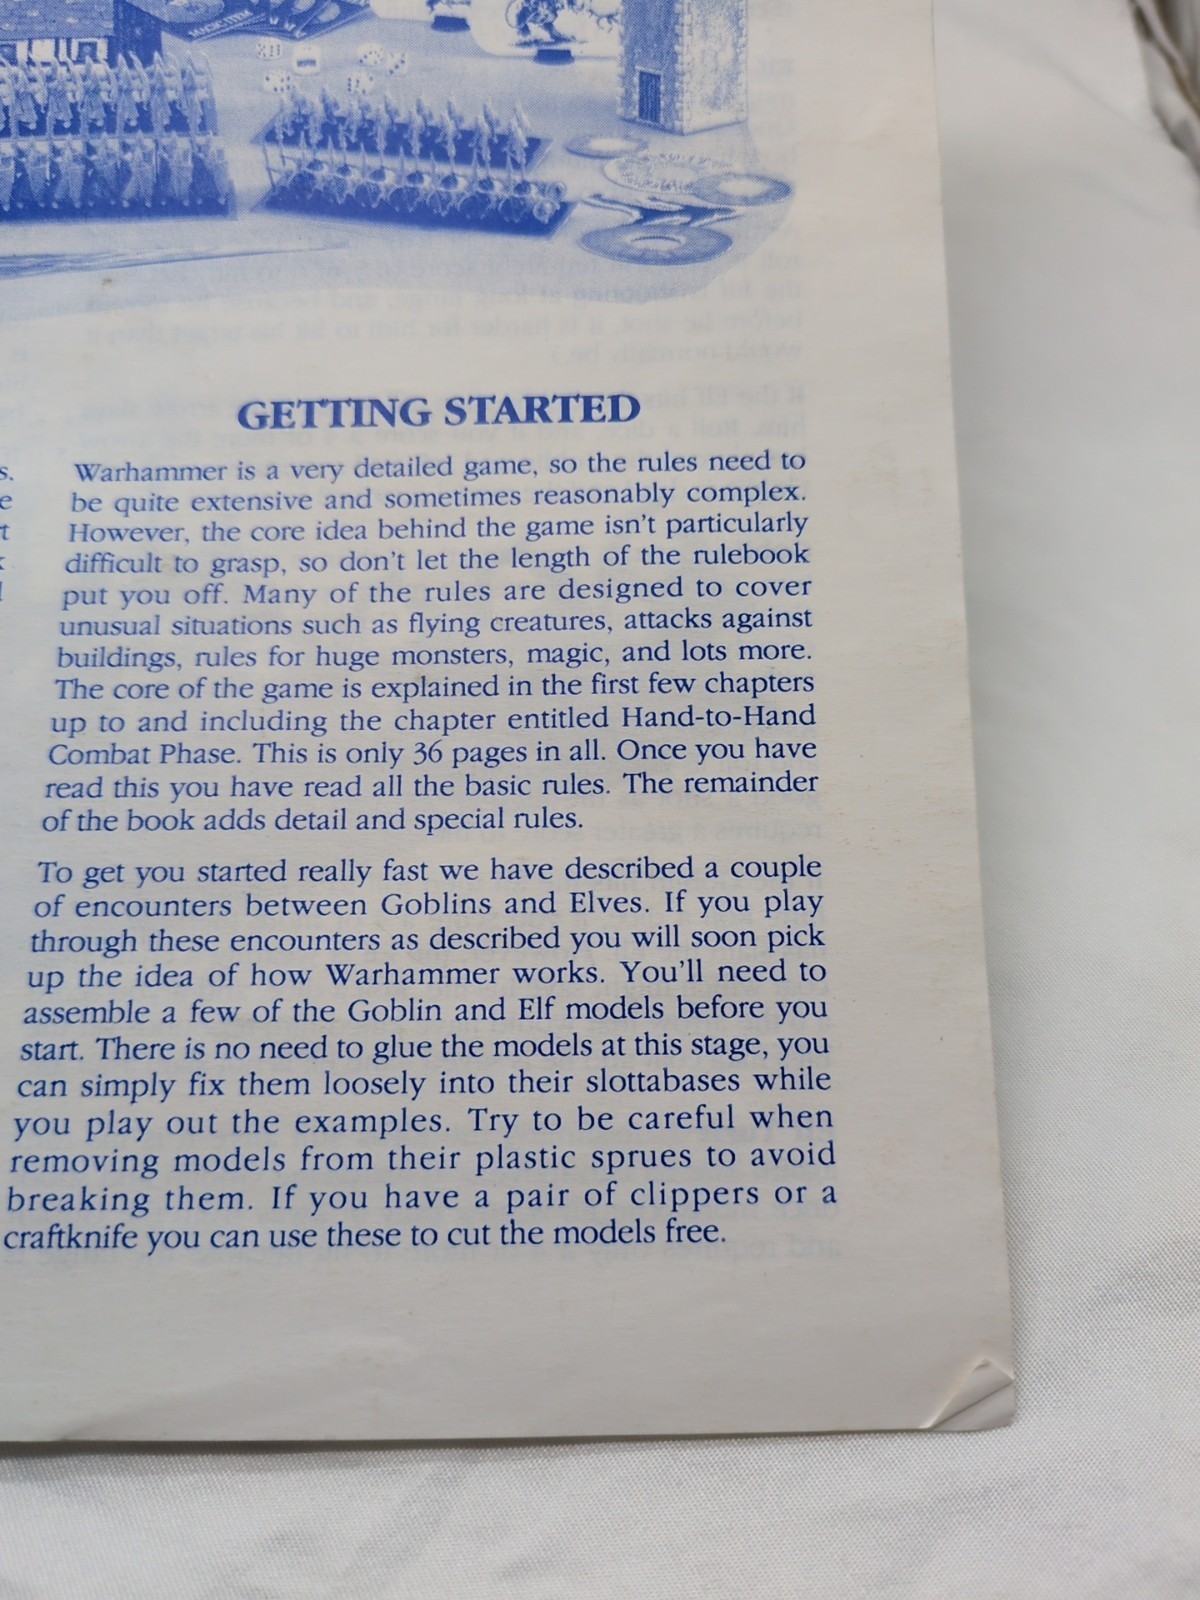 MAGIC ITEM
GETTING STARTED
Warhammer is a very detailed game, so the rules need to
be quite extensive and sometimes reasonably complex.
However, the core idea behind the game isn't particularly
difficult to grasp, so don't let the length of the rulebook
put you off. Many of the rules are designed to cover
unusual situations such as flying creatures, attacks against
buildings, rules for huge monsters, magic, and lots more.
The core of the game is explained in the first few chapters
up to and including the chapter entitled Hand-to-Hand
Combat Phase. This is only 36 pages in all. Once you have
read this you have read all the basic rules. The remainder
of the book adds detail and special rules.
To get you started really fast we have described a couple
of encounters between Goblins and Elves. If you play
through these encounters as described you will soon pick
up the idea of how Warhammer works. You'll need to
assemble a few of the Goblin and Elf models before you
start. There is no need to glue the models at this stage, you
can simply fix them loosely into their slottabases while
you play out the examples. Try to be careful when
removing models from their plastic sprues to avoid
breaking them. If you have a pair of clippers or a
craftknife you can use these to cut the models free.